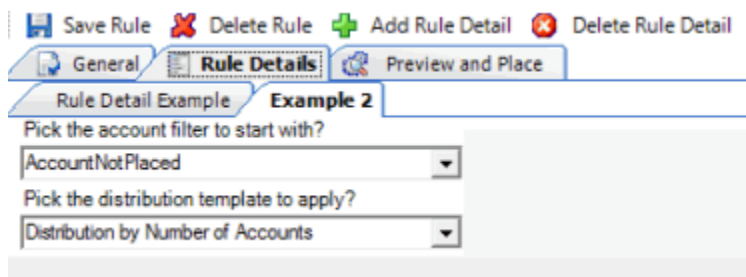 Save Rule Delete Rule Add Rule Detail Delete Rule Detail
General Rule Details Preview and Place
Rule Detail Example Example 2
Pick the account filter to start with?
AccountNotPlaced
Pick the distribution template to apply?
Distribution by Number of Accounts